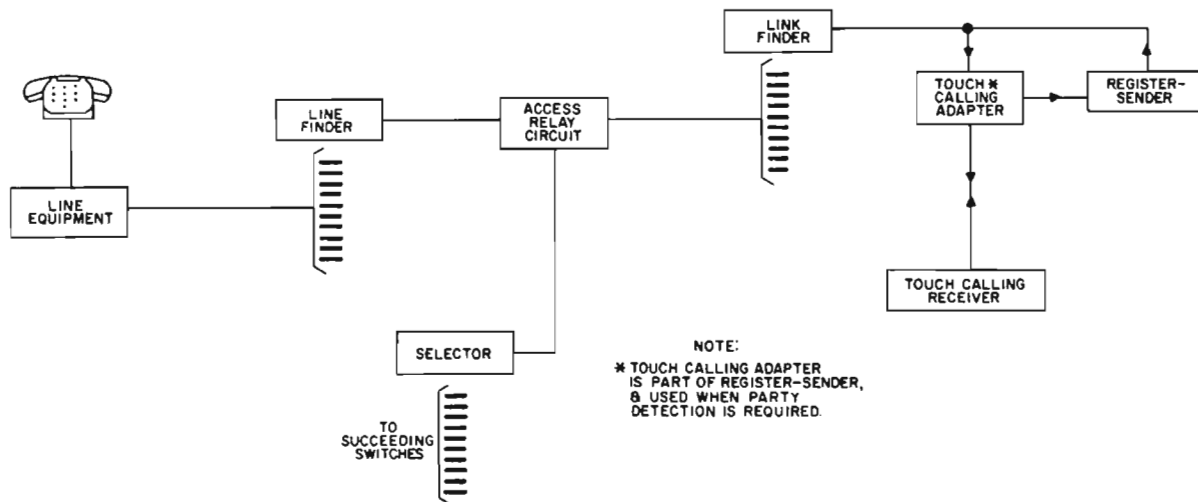 LINK
FINDER
TOUCH *
CALLING
ADAPTER
REGISTER-
SENDER
LINE
FINDER
ACCESS
RELAY
CIRCUIT
LINE
EQUIPMENT
TOUCH CALLING
RECEIVER
SELECTOR
NOTE:
* TOUCH CALLING ADAPTER
IS PART OF REGISTER-SENDER,
& USED WHEN PARTY
DETECTION IS REQUIRED.
TO
SUCCEEDING
SWITCHES